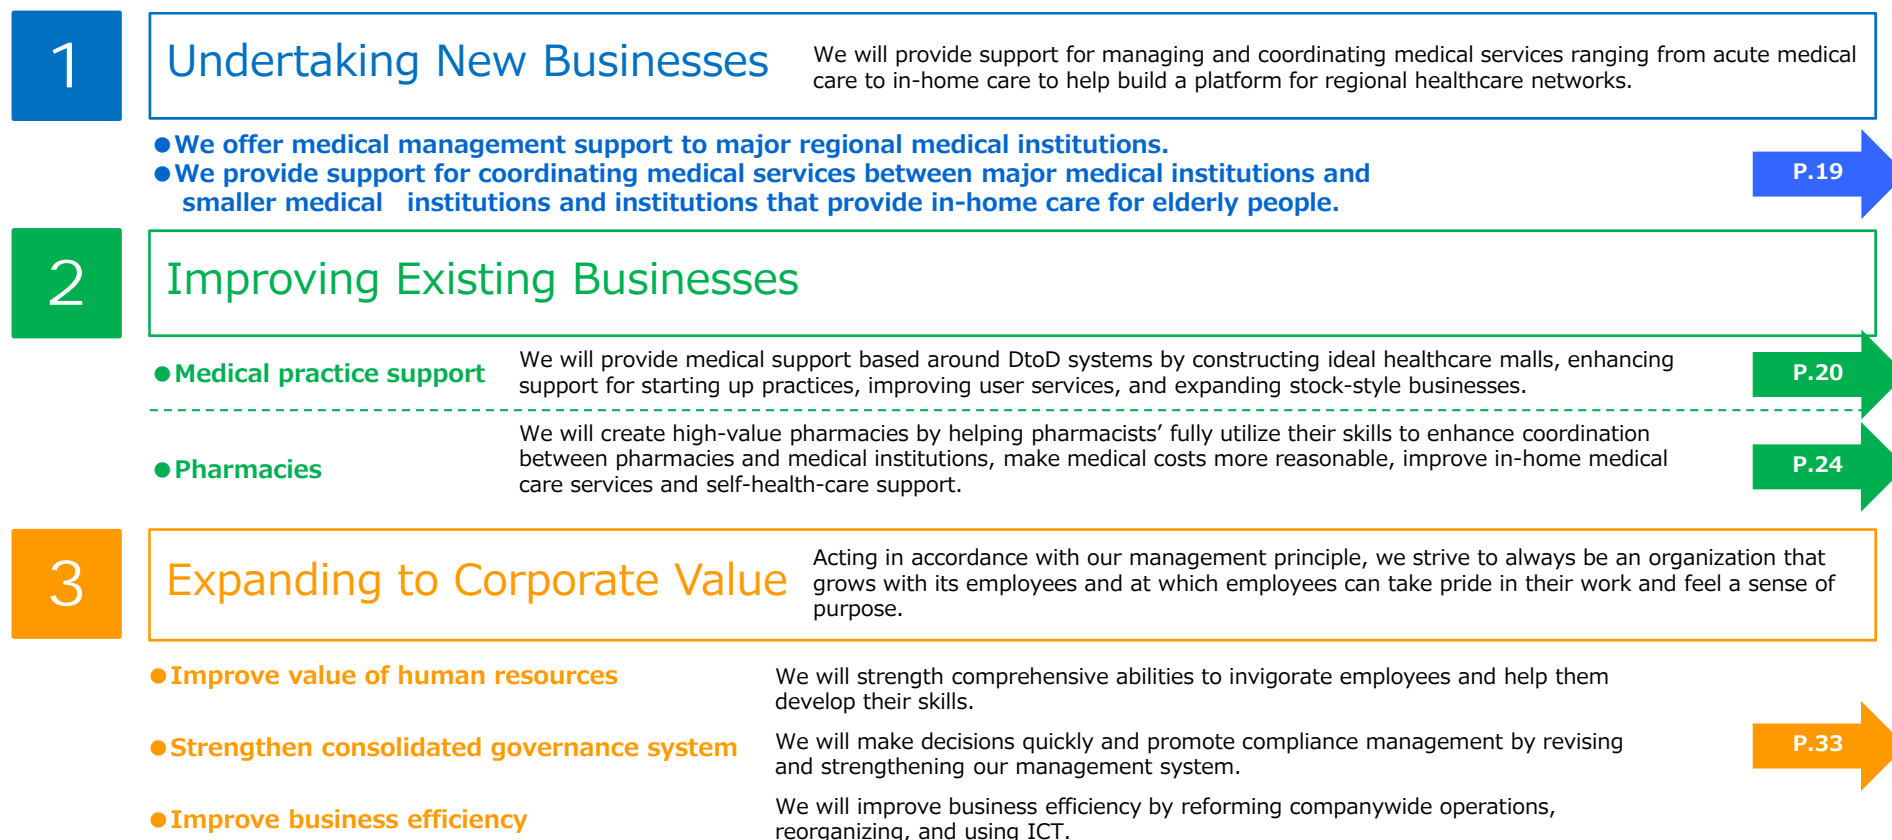 1
Undertaking New Businesses
We will provide support for managing and coordinating medical services ranging from acute medical
care to in-home care to help build a platform for regional healthcare networks.
●We offer medical management support to major regional medical institutions.
●We provide support for coordinating medical services between major medical institutions and
smaller medical institutions and institutions that provide in-home care for elderly people.
P.19
2
Improving Existing Businesses
●Medical practice support
We will provide medical support based around DtoD systems by constructing ideal healthcare malls, enhancing
support for starting up practices, improving user services, and expanding stock-style businesses.
P.20
●Pharmacies
We will create high-value pharmacies by helping pharmacists’ fully utilize their skills to enhance coordination
between pharmacies and medical institutions, make medical costs more reasonable, improve in-home medical
care services and self-health-care support.
P.24
3
Expanding to Corporate Value
Acting in accordance with our management principle, we strive to always be an organization that
grows with its employees and at which employees can take pride in their work and feel a sense of
purpose.
●Improve value of human resources
We will strength comprehensive abilities to invigorate employees and help them
develop their skills.
●Strengthen consolidated governance system
We will make decisions quickly and promote compliance management by revising
and strengthening our management system.
P.33
●Improve business efficiency
We will improve business efficiency by reforming companywide operations,
reorganizing, and using ICT.